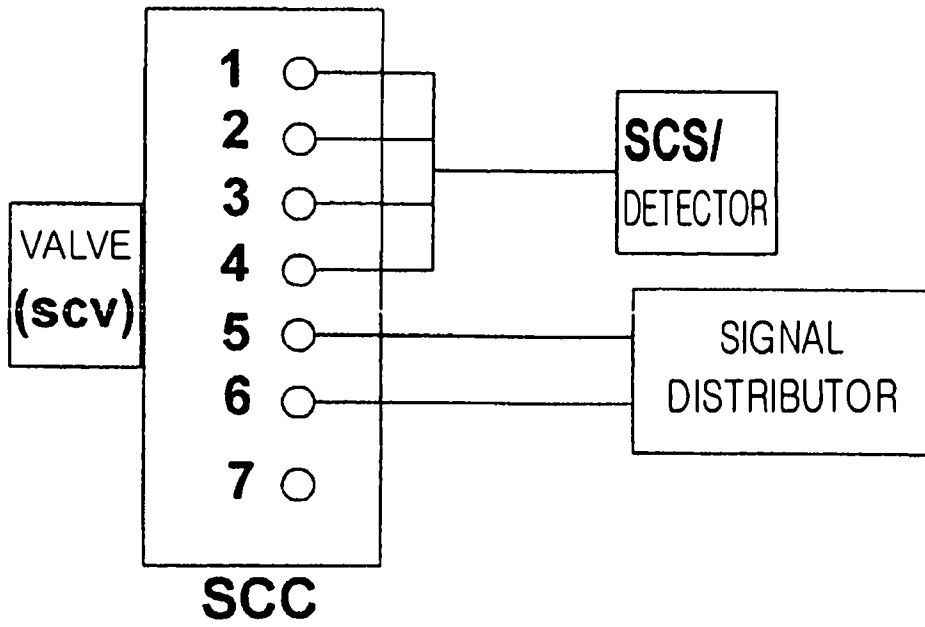 1
2
3
4
5
6
7
SCC
VALVE
(SCV)
SCS/
DETECTOR
SIGNAL
DISTRIBUTOR